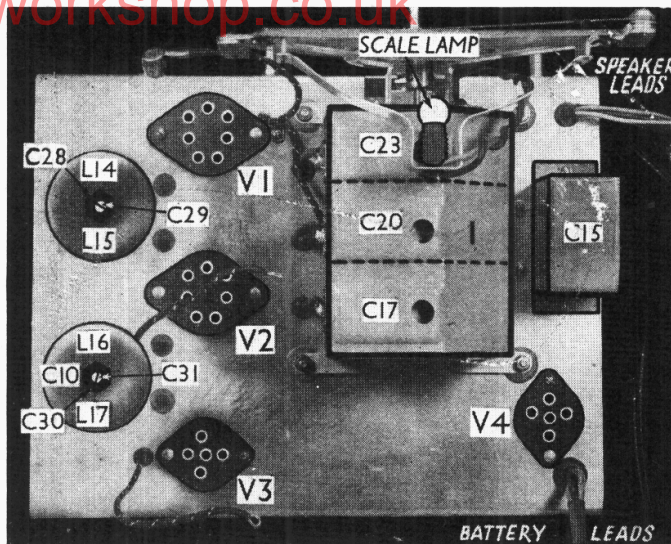 workshop.co.uk
SCALE LAMP
SPEAKER
LEADS
C23
C28
L14
V1
C29
C20
C15
L15
C17
V2
L16
C10
C31
C30
L17
V4
V3
BATTERY LEADS